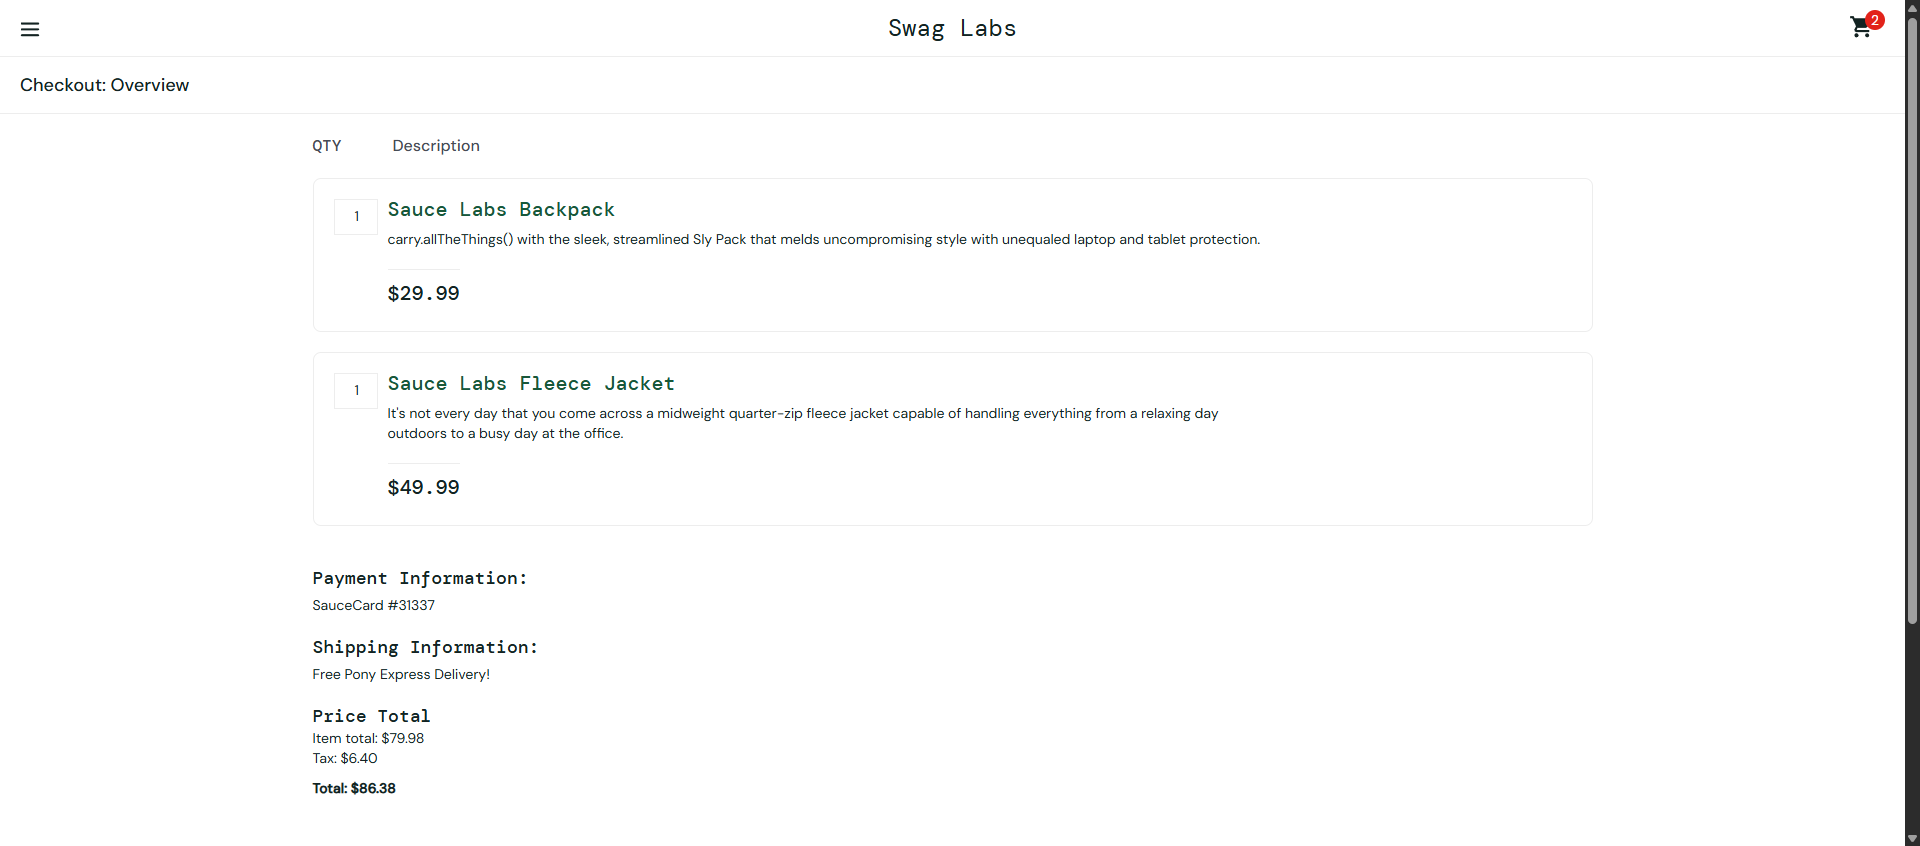 Swag Labs
2
Checkout: Overview
QTY Description
1
Sauce Labs Backpack
carry.allTheThings() with the sleek, streamlined Sly Pack that melds uncompromising style with unequaled laptop and tablet protection.
$29.99
1
Sauce Labs Fleece Jacket
It's not every day that you come across a midweight quarter-zip fleece jacket capable of handling everything from a relaxing day
outdoors to a busy day at the office.
$49.99
Payment Information:
SauceCard #31337
Shipping Information:
Free Pony Express Delivery!
Price Total
Item total: $79.98
Tax: $6.40
Total: $86.38